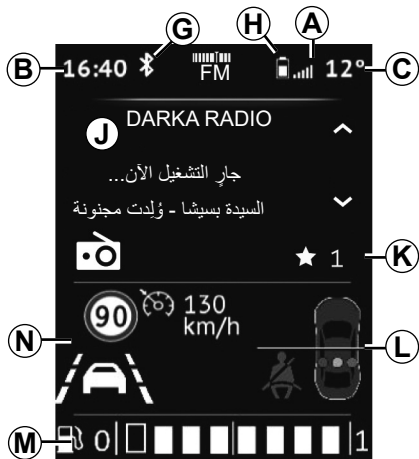 G H A
B 16:40 FM 12° C
J DARKA RADIO
جارٍ التشغيل الآن...
السيدة بسيشا - وُلِدت مجنونة
1 K
90 130
km/h
N L
M 0 1